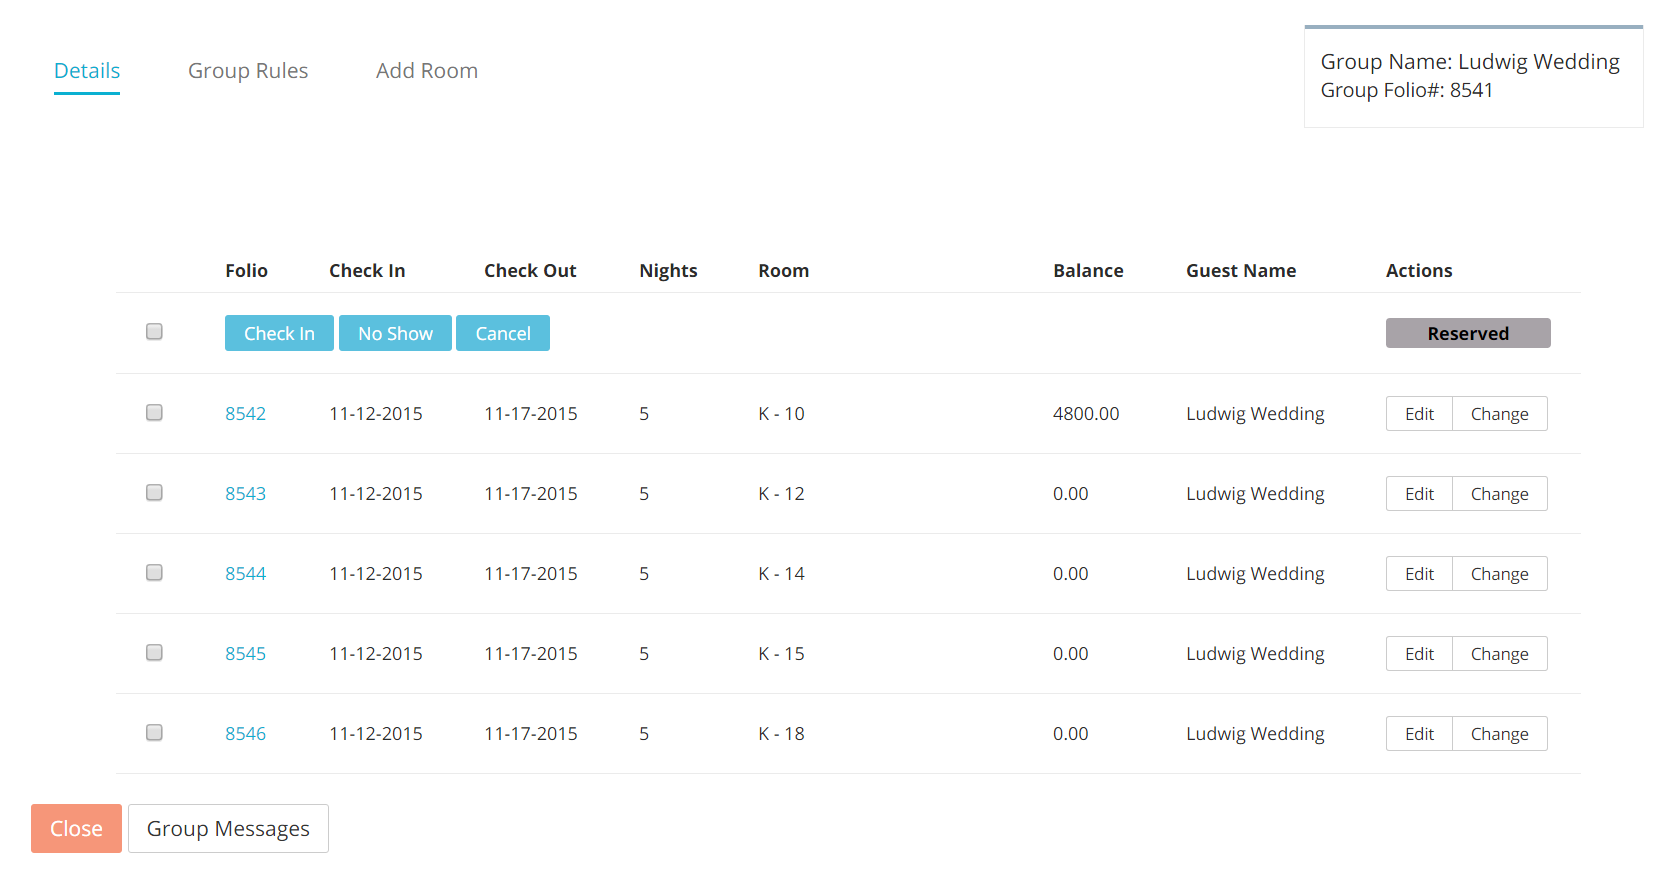 Details Group Rules Add Room
Group Name: Ludwig Wedding
Group Folio#: 8541
Folio Check In Check Out Nights Room Balance Guest Name Actions
Check In No Show Cancel Reserved
8542 11-12-2015 11-17-2015 5 K - 10 4800.00 Ludwig Wedding Edit Change
8543 11-12-2015 11-17-2015 5 K - 12 0.00 Ludwig Wedding Edit Change
8544 11-12-2015 11-17-2015 5 K - 14 0.00 Ludwig Wedding Edit Change
8545 11-12-2015 11-17-2015 5 K - 15 0.00 Ludwig Wedding Edit Change
8546 11-12-2015 11-17-2015 5 K - 18 0.00 Ludwig Wedding Edit Change
Close Group Messages